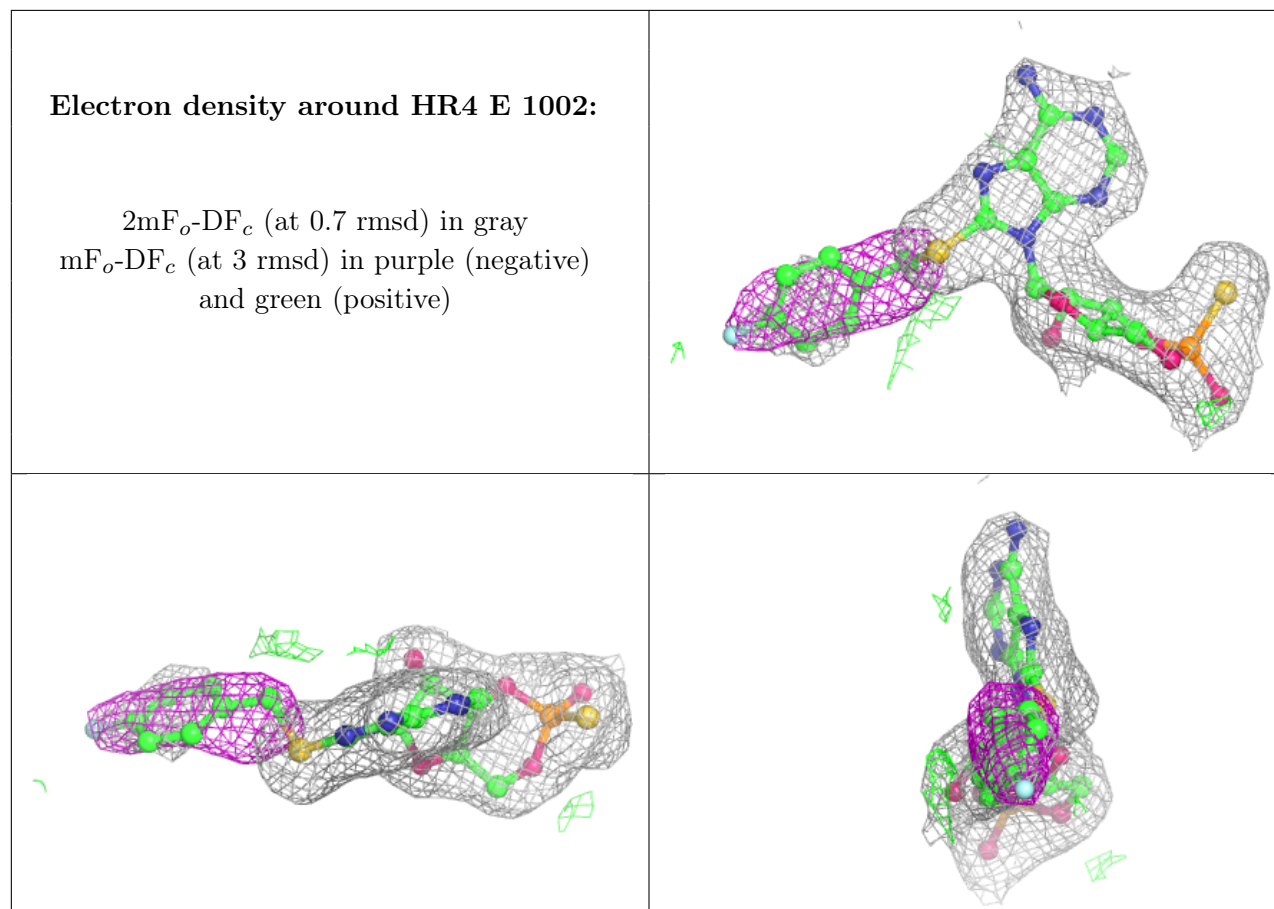 Electron density around HR4 E 1002:
2mFo-DFc (at 0.7 rmsd) in gray
mFo-DFc (at 3 rmsd) in purple (negative)
and green (positive)